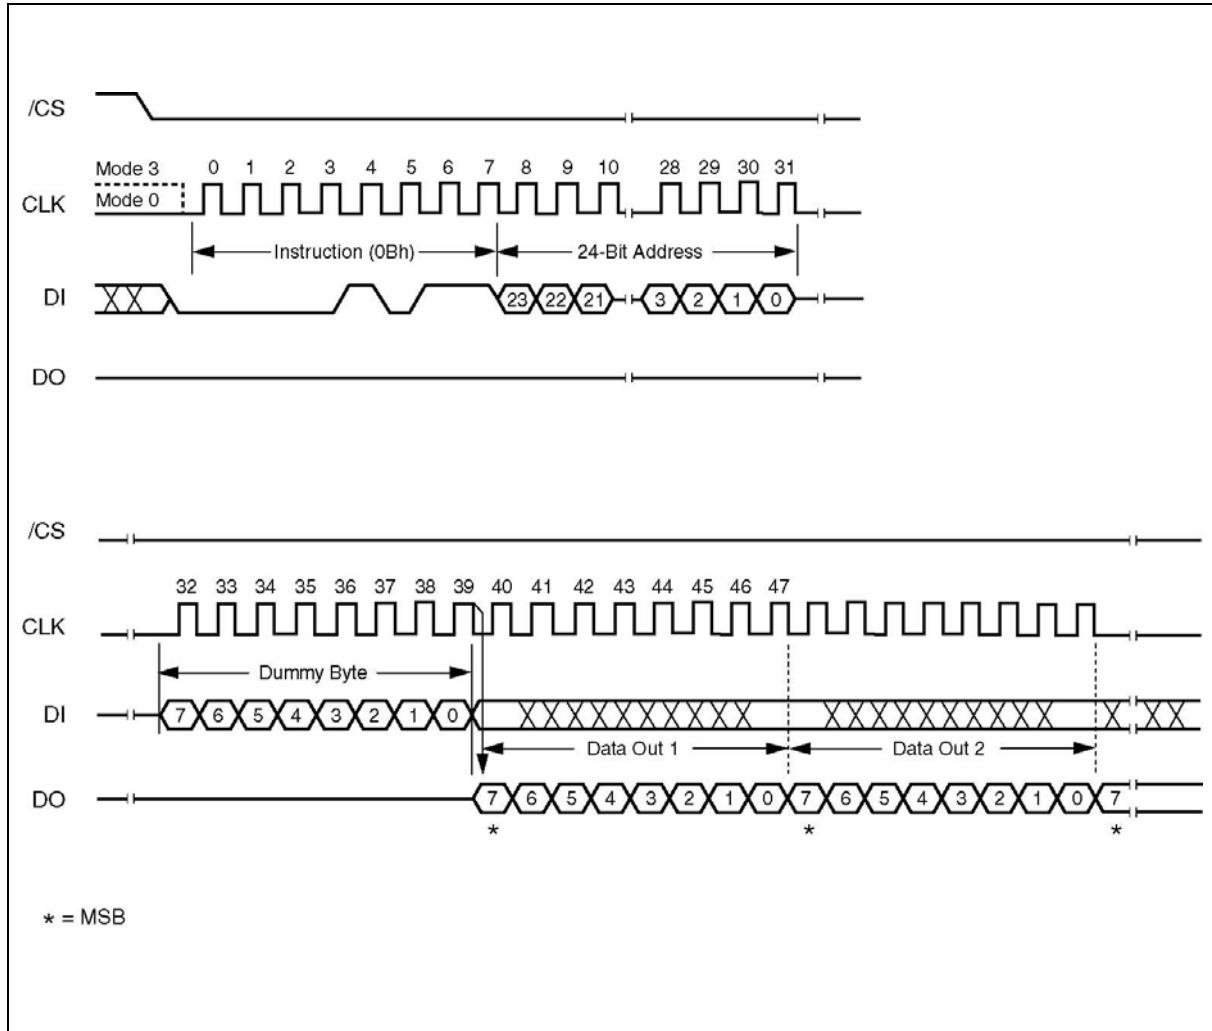 /CS
Mode 3 0 1 2 3 4 5 6 7 8 9 10 28 29 30 31
CLK Mode 0
Instruction (0Bh) 24-Bit Address
DI 23 22 21 3 2 1 0
DO
/CS
32 33 34 35 36 37 38 39 40 41 42 43 44 45 46 47
CLK
Dummy Byte
DI 7 6 5 4 3 2 1 0
Data Out 1 Data Out 2
DO 7 6 5 4 3 2 1 0 7 6 5 4 3 2 1 0 7
* * *
* = MSB